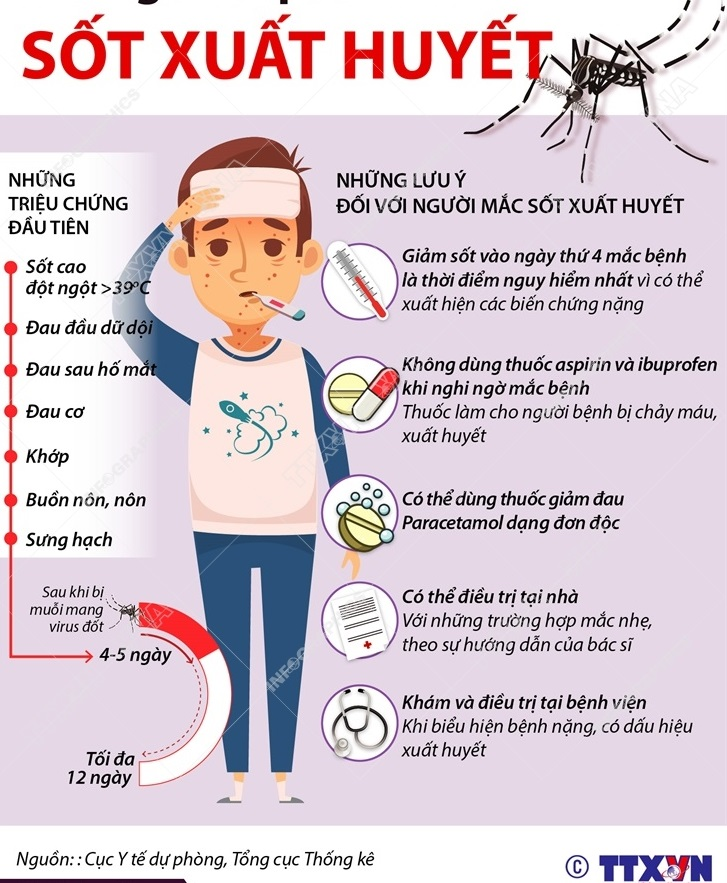 SỐT XUẤT HUYẾT
NHỮNG
TRIỆU CHỨNG
ĐẦU TIÊN
Sốt cao
đột ngột >39ºC
Đau đầu dữ dội
Đau sau hố mắt
Đau cơ
Khớp
Buồn nôn, nôn
Sưng hạch
Sau khi bị
muỗi mang
virus đốt
4-5 ngày
Tối đa
12 ngày
NHỮNG LƯU Ý
ĐỐI VỚI NGƯỜI MẮC SỐT XUẤT HUYẾT
Giảm sốt vào ngày thứ 4 mắc bệnh
là thời điểm nguy hiểm nhất vì có thể
xuất hiện các biến chứng nặng
Không dùng thuốc aspirin và ibuprofen
khi nghi ngờ mắc bệnh
Thuốc làm cho người bệnh bị chảy máu,
xuất huyết
Có thể dùng thuốc giảm đau
Paracetamol dạng đơn độc
Có thể điều trị tại nhà
Với những trường hợp mắc nhẹ,
theo sự hướng dẫn của bác sĩ
Khám và điều trị tại bệnh viện
Khi biểu hiện bệnh nặng, có dấu hiệu
xuất huyết
Nguồn: : Cục Y tế dự phòng, Tổng cục Thống kê
© TTXVN